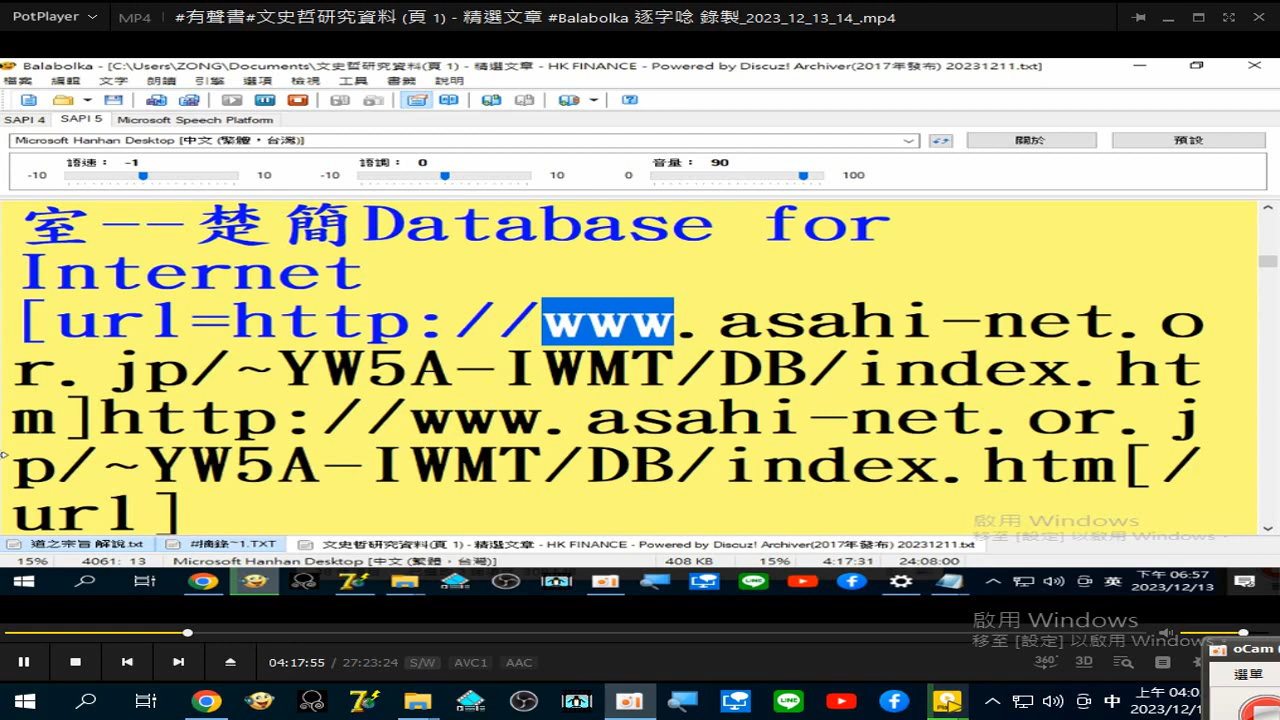 PotPlayer
MP4
#有聲書#文史哲研究資料 (頁 1) - 精選文章 #Balabolka 逐字唸 錄製_2023_12_13_14_.mp4
Balabolka - [C:\Users\ZONG\Documents\文史哲研究資料(頁 1) - 精選文章 - HK FINANCE - Powered by Discuz! Archiver(2017年發布) 20231211.txt]
檔案 編輯 文字 朗讀 引擎 選項 檢視 工具 書籤 說明
SAPI 4 SAPI 5 Microsoft Speech Platform
Microsoft Hanhan Desktop [中文 (繁體，台灣)]
關於 預設
語速： -1 語調： 0 音量： 90
-10 10 -10 10 0 100
室--楚簡Database for
Internet
[url=http://www.asahi-net.o
r.jp/~YW5A-IWMT/DB/index.ht
m]http://www.asahi-net.or.j
p/~YW5A-IWMT/DB/index.htm[/
url]
啟用 Windows
移至 [設定] 以啟用 Windows。
道之宗旨 解說.txt #摘錄~1.TXT 文史哲研究資料(頁 1) - 精選文章 - HK FINANCE - Powered by Discuz! Archiver(2017年發布) 20231211.txt
15% 4061: 13 Microsoft Hanhan Desktop [中文 (繁體，台灣)] 408 KB 15% 4:17:31 24:08:00
英 下午 06:57
2023/12/13
啟用 Windows
移至 [設定] 以啟用 Windows。
04:17:55 / 27:23:24 S/W AVC1 AAC
360° 3D
oCam (
選單
中 上午 04:0
2023/12/1